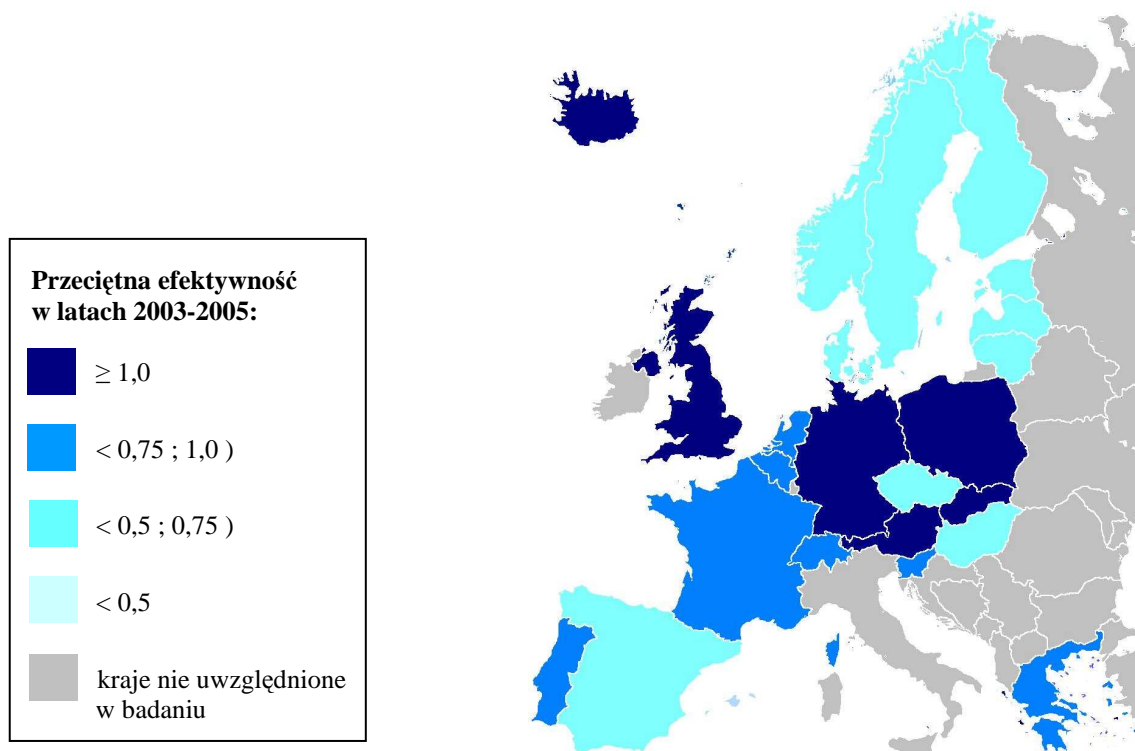 Przeciętna efektywność
w latach 2003-2005:
≥ 1,0
< 0,75 ; 1,0 )
< 0,5 ; 0,75 )
< 0,5
kraje nie uwzględnione
w badaniu